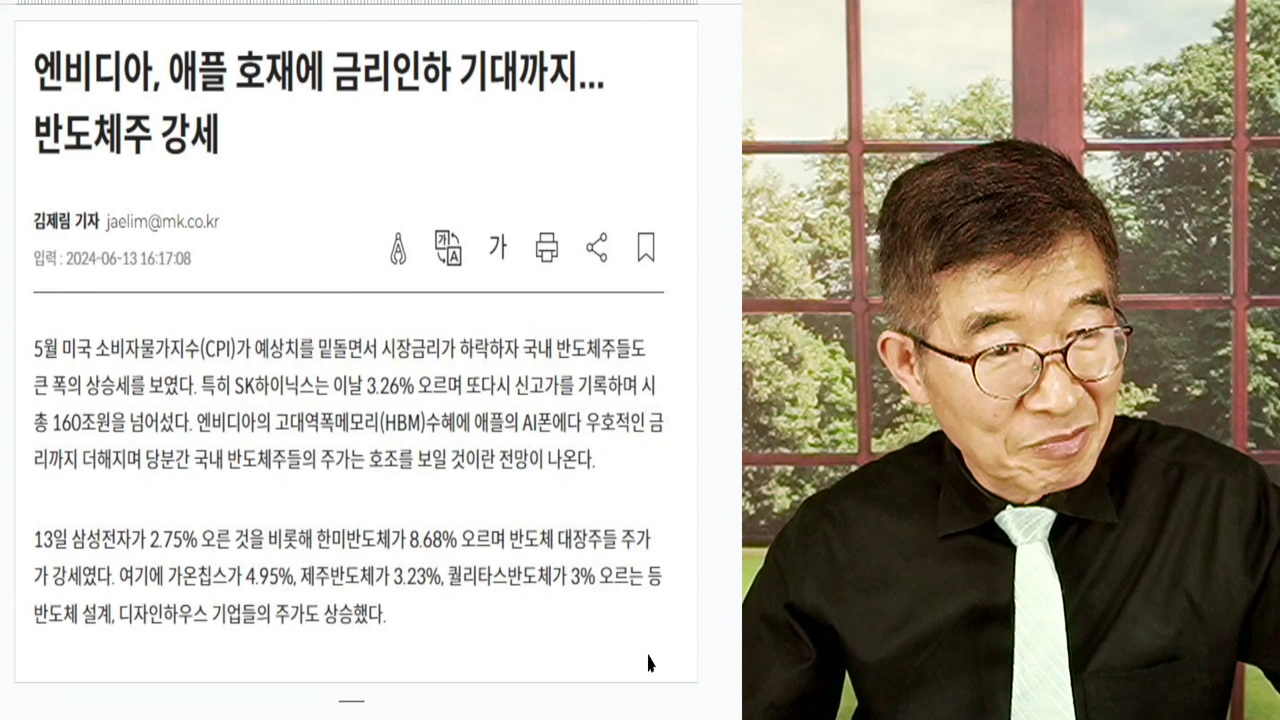 엔비디아, 애플 호재에 금리인하 기대까지...
반도체주 강세
김제림 기자 jaelim@mk.co.kr
입력 : 2024-06-13 16:17:08
가
A
가
5월 미국 소비자물가지수(CPI)가 예상치를 밑돌면서 시장금리가 하락하자 국내 반도체주들도
큰 폭의 상승세를 보였다. 특히 SK하이닉스는 이날 3.26% 오르며 또다시 신고가를 기록하며 시
총 160조원을 넘어섰다. 엔비디아의 고대역폭메모리(HBM)수혜에 애플의 AI폰에다 우호적인 금
리까지 더해지며 당분간 국내 반도체주들의 주가는 호조를 보일 것이란 전망이 나온다.
13일 삼성전자가 2.75% 오른 것을 비롯해 한미반도체가 8.68% 오르며 반도체 대장주들 주가
가 강세였다. 여기에 가온칩스가 4.95%, 제주반도체가 3.23%, 퀄리타스반도체가 3% 오르는 등
반도체 설계, 디자인하우스 기업들의 주가도 상승했다.